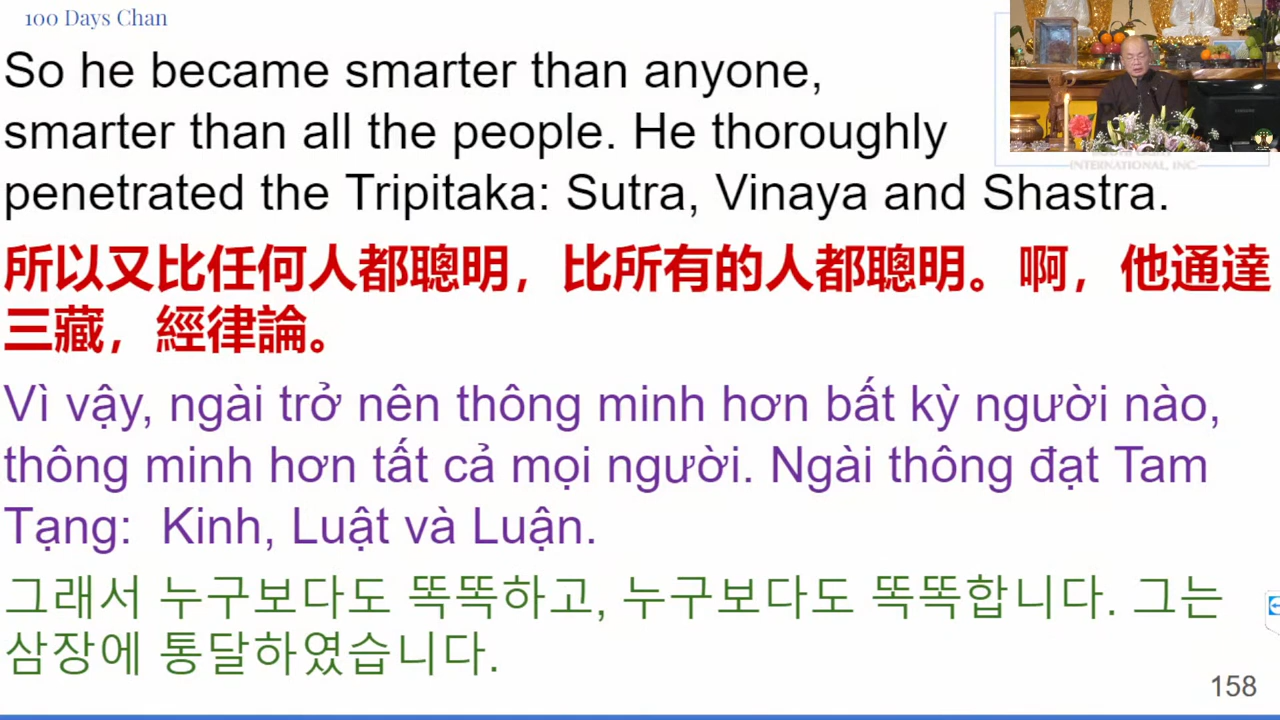 100 Days Chan
So he became smarter than anyone,
smarter than all the people. He thoroughly
penetrated the Tripitaka: Sutra, Vinaya and Shastra.
INTERNATIONAL, INC.
所以又比任何人都聰明，比所有的人都聰明。啊，他通達
三藏，經律論。
Vì vậy, ngài trở nên thông minh hơn bất kỳ người nào,
thông minh hơn tất cả mọi người. Ngài thông đạt Tam
Tạng: Kinh, Luật và Luận.
그래서 누구보다도 똑똑하고, 누구보다도 똑똑합니다. 그는
삼장에 통달하였습니다.
158